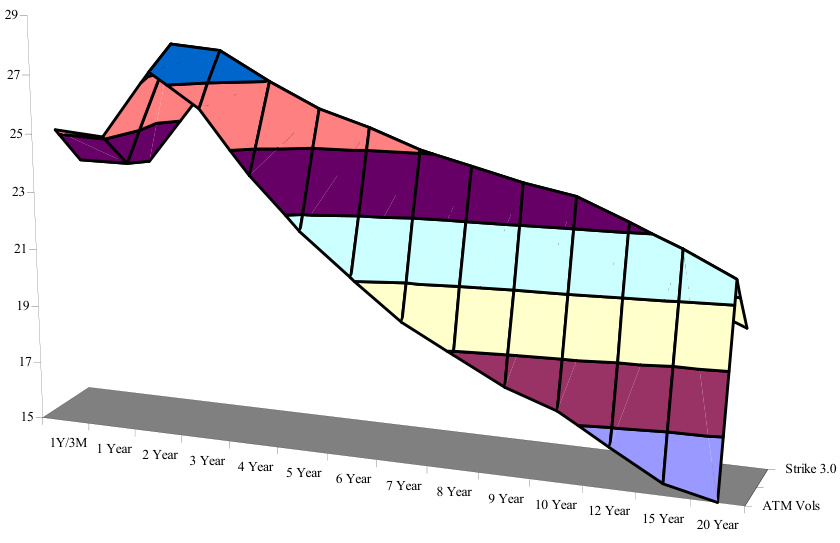 29
27
25
23
21
19
17
15
1Y/3M
1 Year
2 Year
3 Year
4 Year
5 Year
6 Year
7 Year
8 Year
9 Year
10 Year
12 Year
15 Year
20 Year
Strike 3.0
ATM Vols